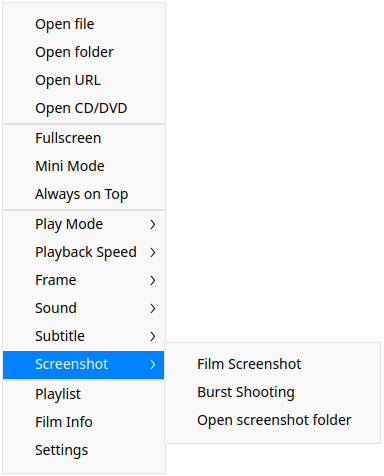 Open file
Open folder
Open URL
Open CD/DVD
Fullscreen
Mini Mode
Always on Top
Play Mode
Playback Speed
Frame
Sound
Subtitle
Screenshot
Film Screenshot
Burst Shooting
Open screenshot folder
Playlist
Film Info
Settings